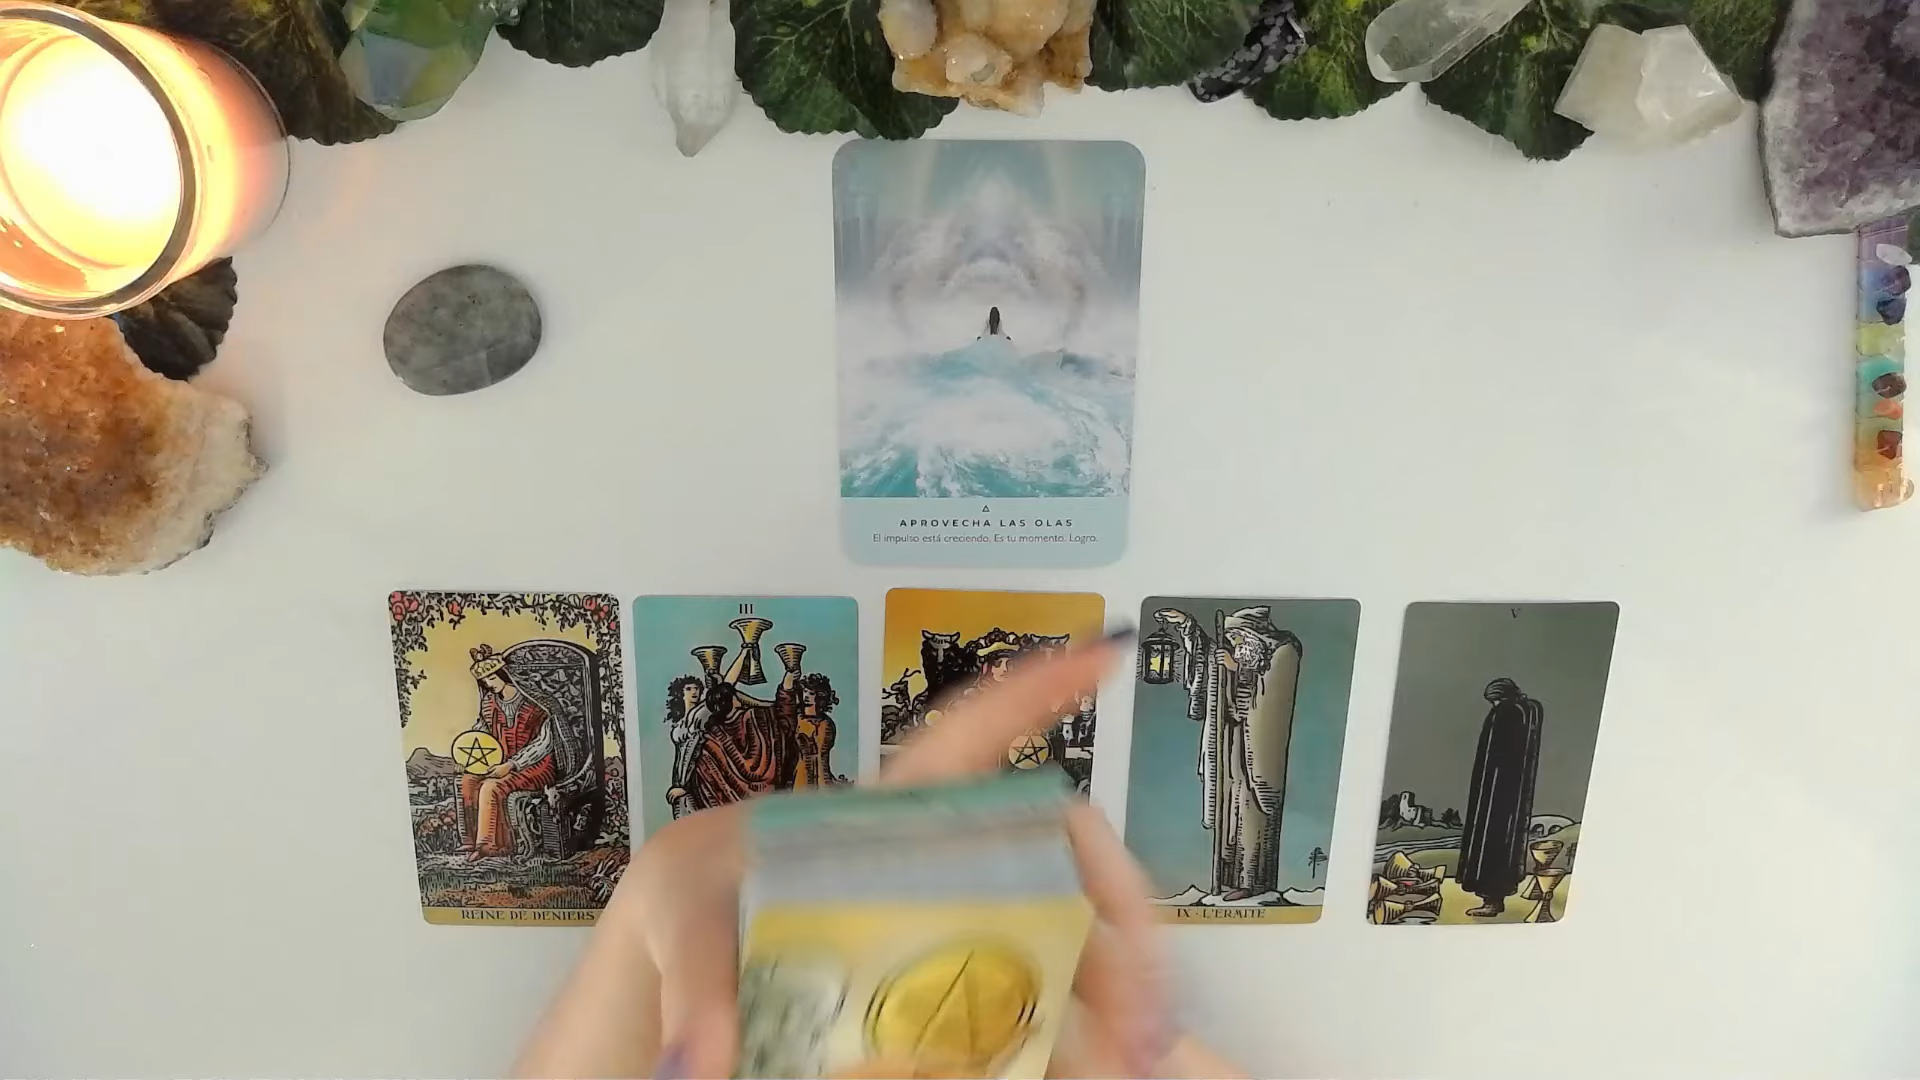 APROVECHA LAS OLAS
El impulso está creciendo. Es tu momento. Logro.
III
V
REINE DE DENIERS
IX · L'ERMITE